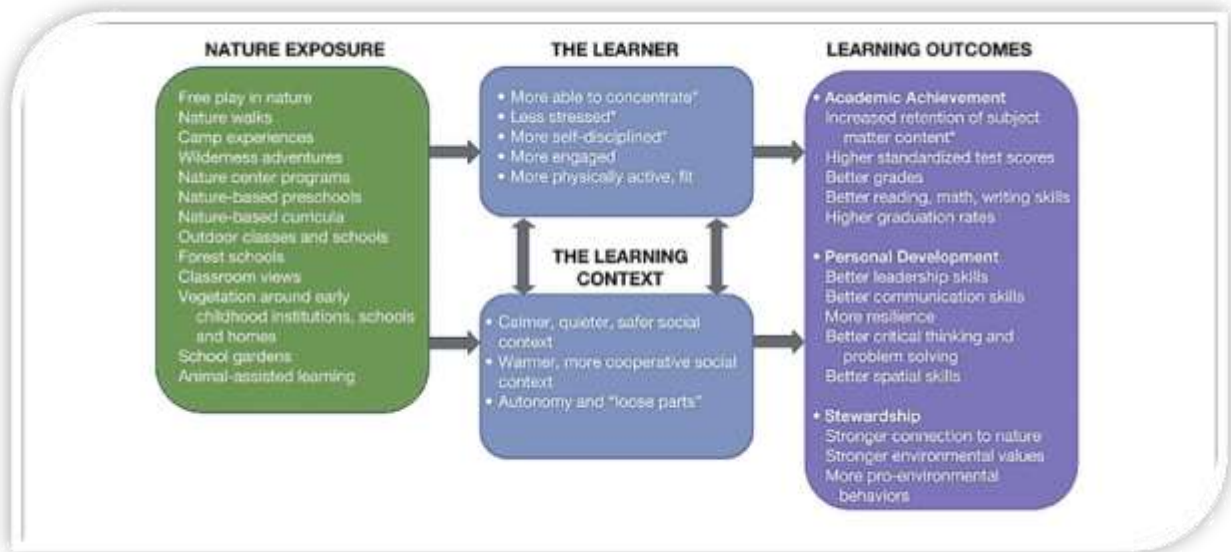 NATURE EXPOSURE
Free play in nature
Nature walks
Camp experiences
Wilderness adventures
Nature center programs
Nature-based preschools
Nature-based curricula
Outdoor classes and schools
Forest schools
Classroom views
Vegetation around early
childhood institutions, schools
and homes
School gardens
Animal-assisted learning
THE LEARNER
• More able to concentrate*
• Less stressed*
• More self-disciplined*
• More engaged
• More physically active, fit
THE LEARNING
CONTEXT
• Calmer, quieter, safer social
context
• Warmer, more cooperative social
context
• Autonomy and "loose parts"
LEARNING OUTCOMES
• Academic Achievement
Increased retention of subject
matter content*
Higher standardized test scores
Better grades
Better reading, math, writing skills
Higher graduation rates
• Personal Development
Better leadership skills
Better communication skills
More resilience
Better critical thinking and
problem solving
Better spatial skills
• Stewardship
Stronger connection to nature
Stronger environmental values
More pro-environmental
behaviors